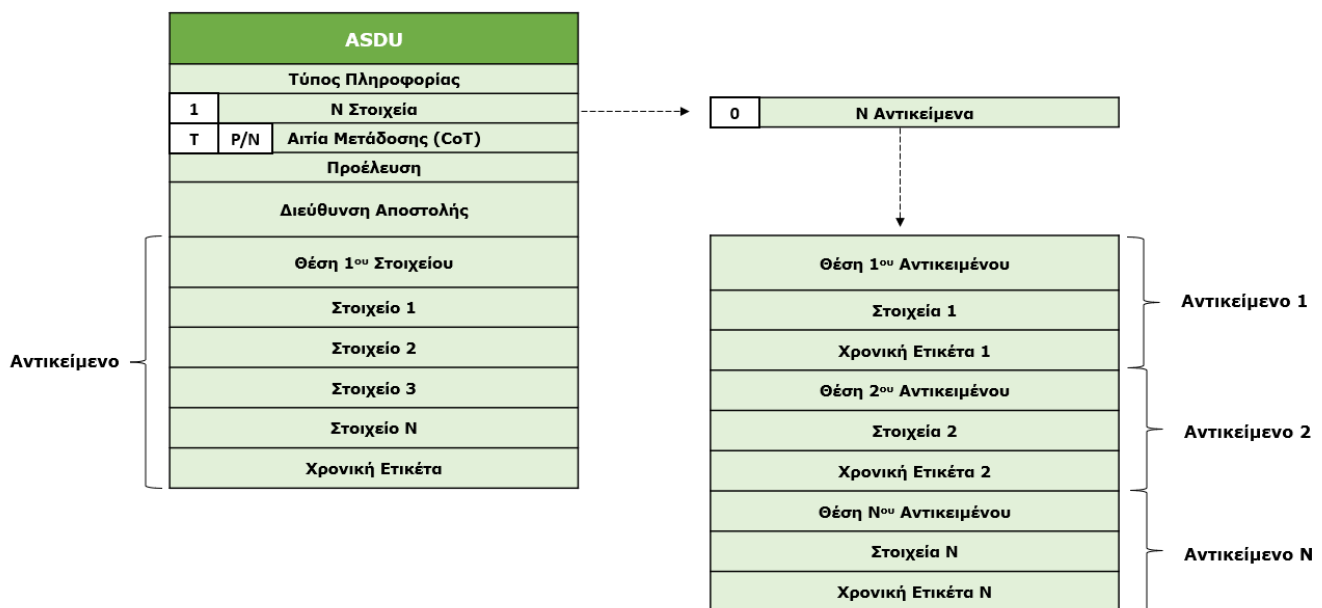 ASDU
Τύπος Πληροφορίας
1 Ν Στοιχεία
T P/N Αιτία Μετάδοσης (CoT)
Προέλευση
Διεύθυνση Αποστολής
Θέση 1ου Στοιχείου
Στοιχείο 1
Στοιχείο 2
Στοιχείο 3
Στοιχείο Ν
Χρονική Ετικέτα
Αντικείμενο
0 Ν Αντικείμενα
Θέση 1ου Αντικειμένου
Στοιχεία 1
Χρονική Ετικέτα 1
Αντικείμενο 1
Θέση 2ου Αντικειμένου
Στοιχεία 2
Χρονική Ετικέτα 2
Αντικείμενο 2
Θέση Νου Αντικειμένου
Στοιχεία Ν
Χρονική Ετικέτα Ν
Αντικείμενο Ν